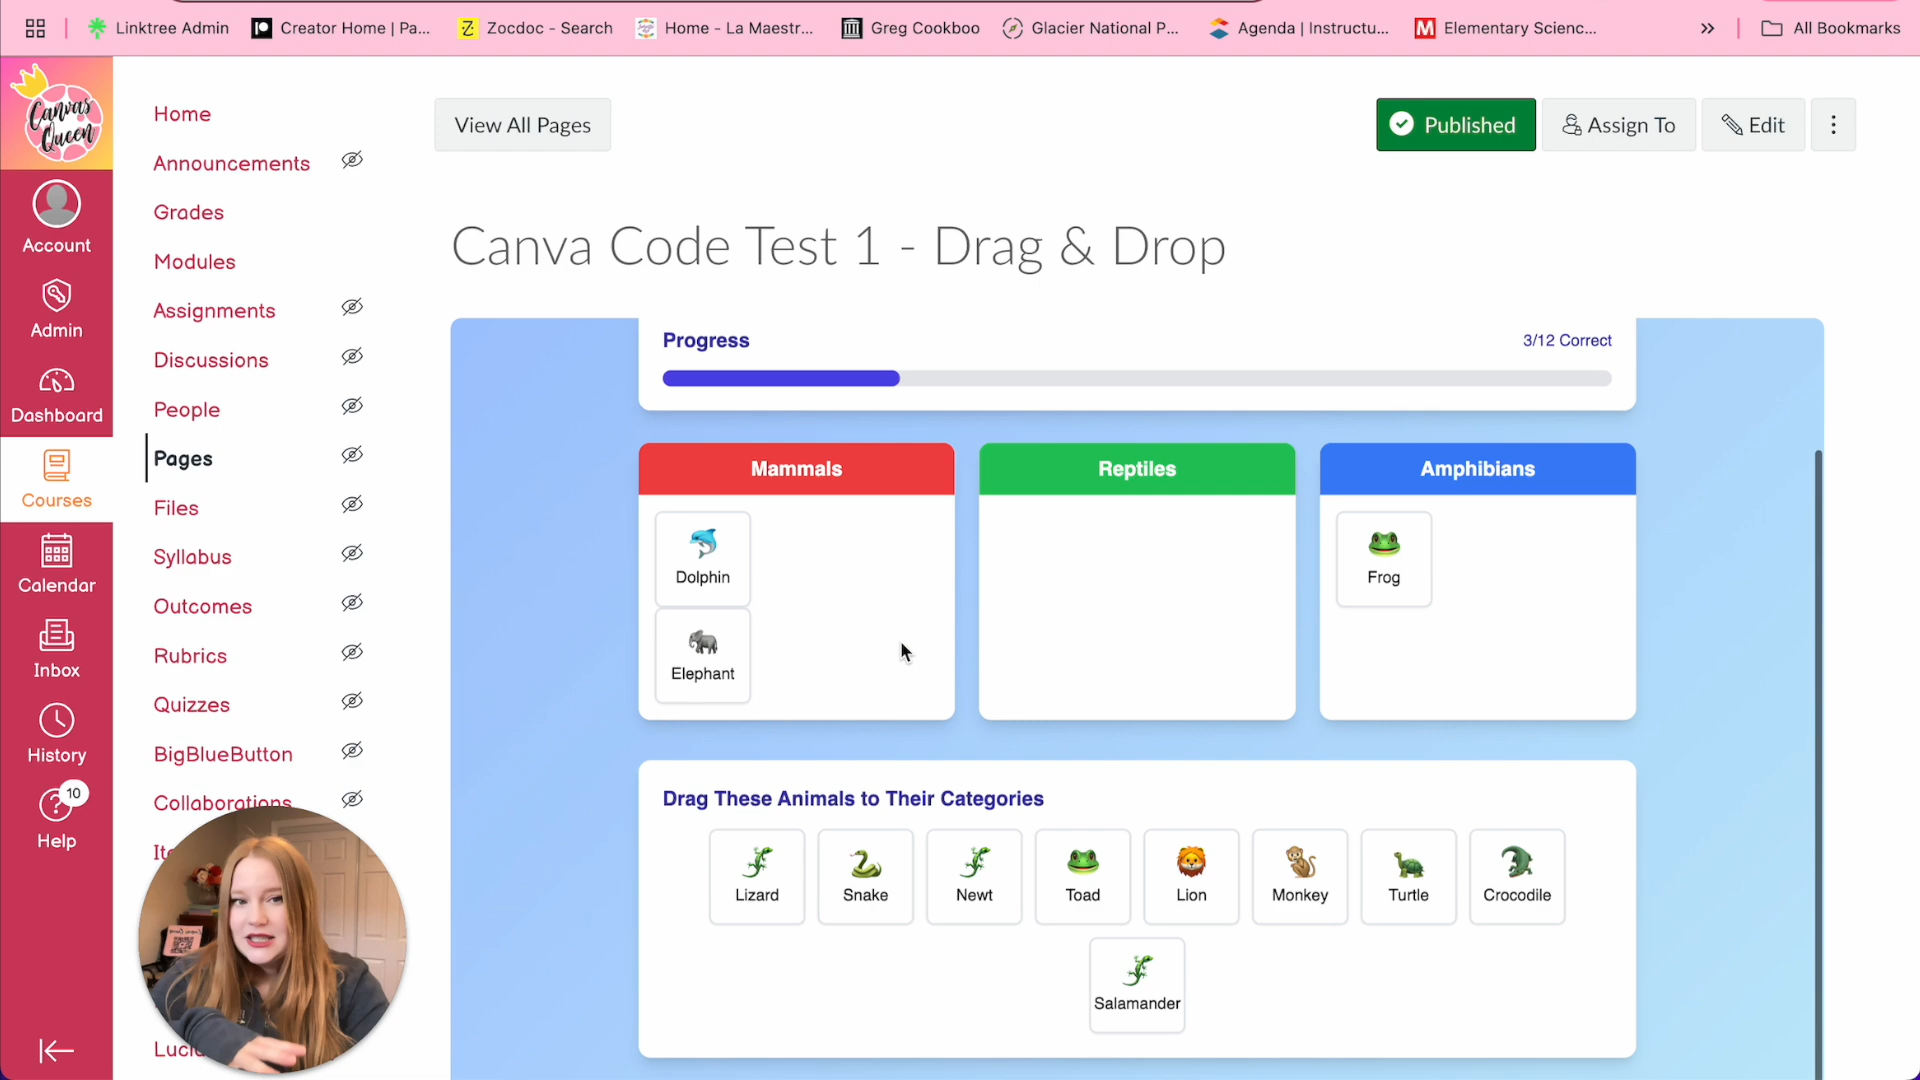 Linktree Admin
Creator Home | Pa...
Zocdoc - Search
Home - La Maestr...
Greg Cookboo
Glacier National P...
Agenda | Instructu...
Elementary Scienc...
All Bookmarks
Canvas
Queen
Account
Admin
Dashboard
Courses
Calendar
Inbox
History
10
Help
Home
Announcements
Grades
Modules
Assignments
Discussions
People
Pages
Files
Syllabus
Outcomes
Rubrics
Quizzes
BigBlueButton
Collaborations
View All Pages
Published
Assign To
Edit
Canva Code Test 1 - Drag & Drop
Progress
3/12 Correct
Mammals
Reptiles
Amphibians
Dolphin
Elephant
Frog
Drag These Animals to Their Categories
Lizard
Snake
Newt
Toad
Lion
Monkey
Turtle
Crocodile
Salamander